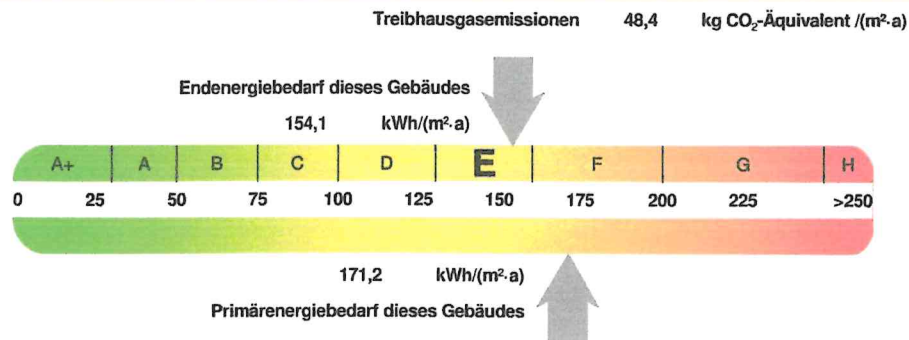 Treibhausgasemissionen 48,4 kg CO₂-Äquivalent /(m²·a)
Endenergiebedarf dieses Gebäudes
154,1 kWh/(m²·a)
A+ A B C D E F G H
0 25 50 75 100 125 150 175 200 225 >250
171,2 kWh/(m²·a)
Primärenergiebedarf dieses Gebäudes